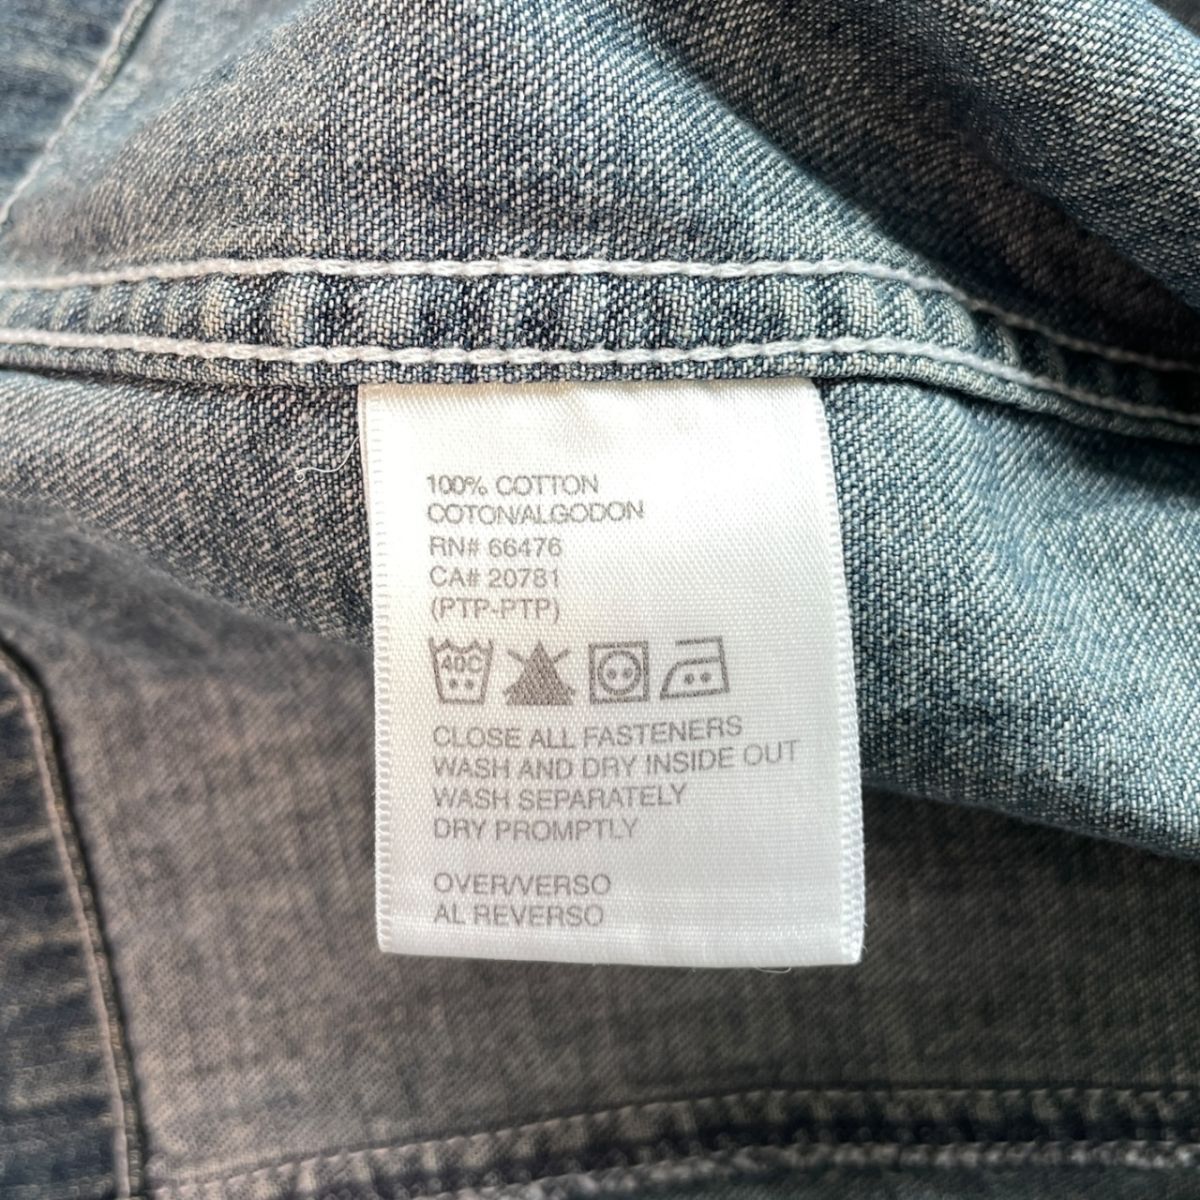 100% COTTON
COTON/ALGODON
RN# 66476
CA# 20781
(PTP-PTP)
40C
CLOSE ALL FASTENERS
WASH AND DRY INSIDE OUT
WASH SEPARATELY
DRY PROMPTLY
OVER/VERSO
AL REVERSO